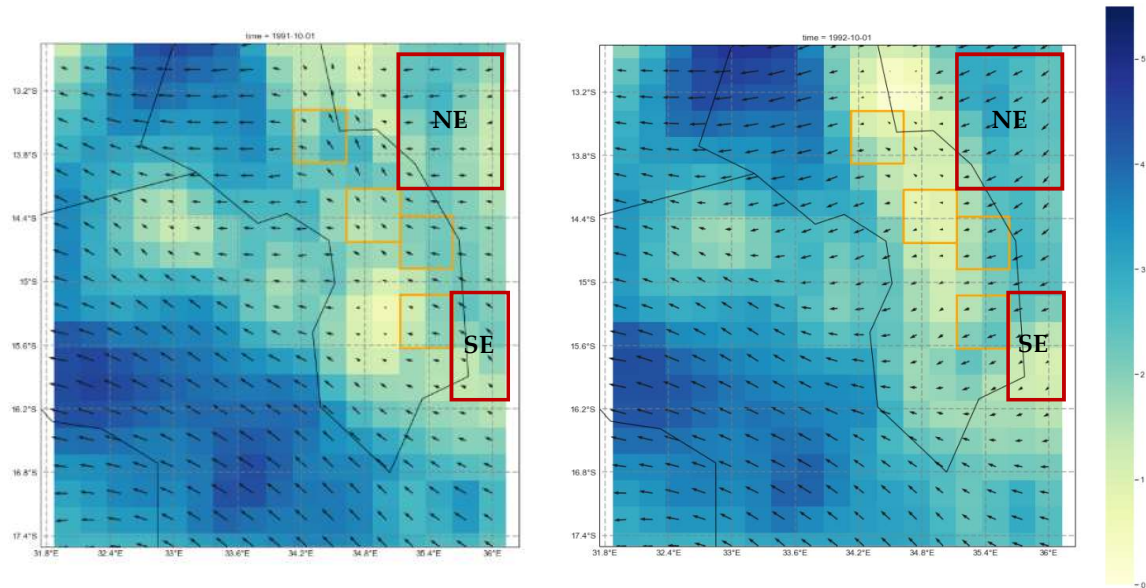 time = 1991-10-01
13.2°S
13.8°S
14.4°S
15°S
15.6°S
16.2°S
16.8°S
17.4°S
31.8°E 32.4°E 33°E 33.6°E 34.2°E 34.8°E 35.4°E 36°E
NE
SE
time = 1992-10-01
13.2°S
13.8°S
14.4°S
15°S
15.6°S
16.2°S
16.8°S
17.4°S
31.8°E 32.4°E 33°E 33.6°E 34.2°E 34.8°E 35.4°E 36°E
NE
SE
5
4
3
2
1
0